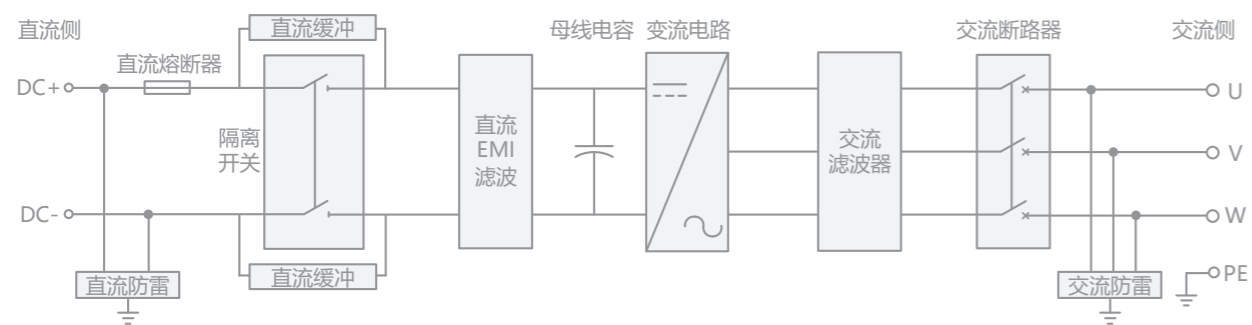 直流侧
直流缓冲
母线电容
变流电路
交流断路器
交流侧
直流熔断器
DC+
U
隔离
开关
直流
EMI
滤波
交流
滤波器
V
DC-
W
直流防雷
直流缓冲
交流防雷
PE